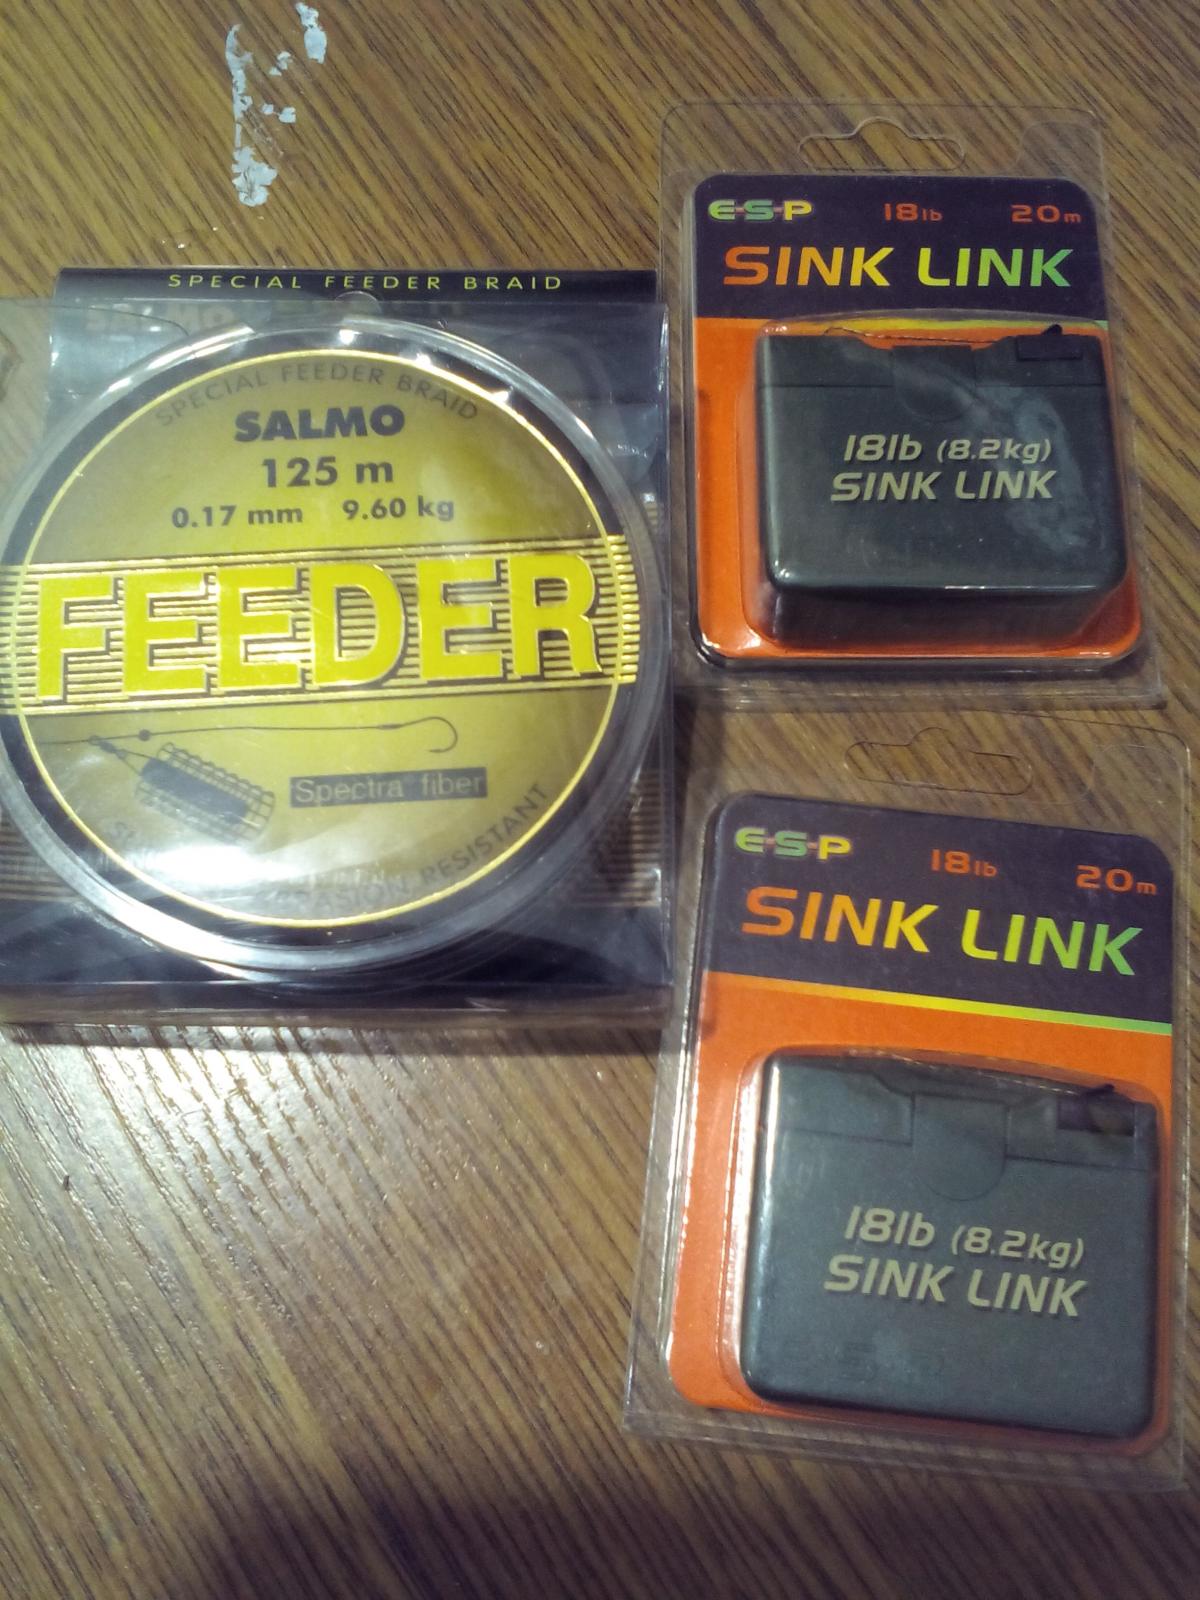 SPECIAL FEEDER BRAID
SPECIAL FEEDER BRAID
SALMO
125 m
0.17 mm 9.60 kg
FEEDER
Spectra® fiber
RESISTANT
E-S-P 18lb 20m
SINK LINK
18lb (8.2kg)
SINK LINK
E-S-P 18lb 20m
SINK LINK
18lb (8.2kg)
SINK LINK